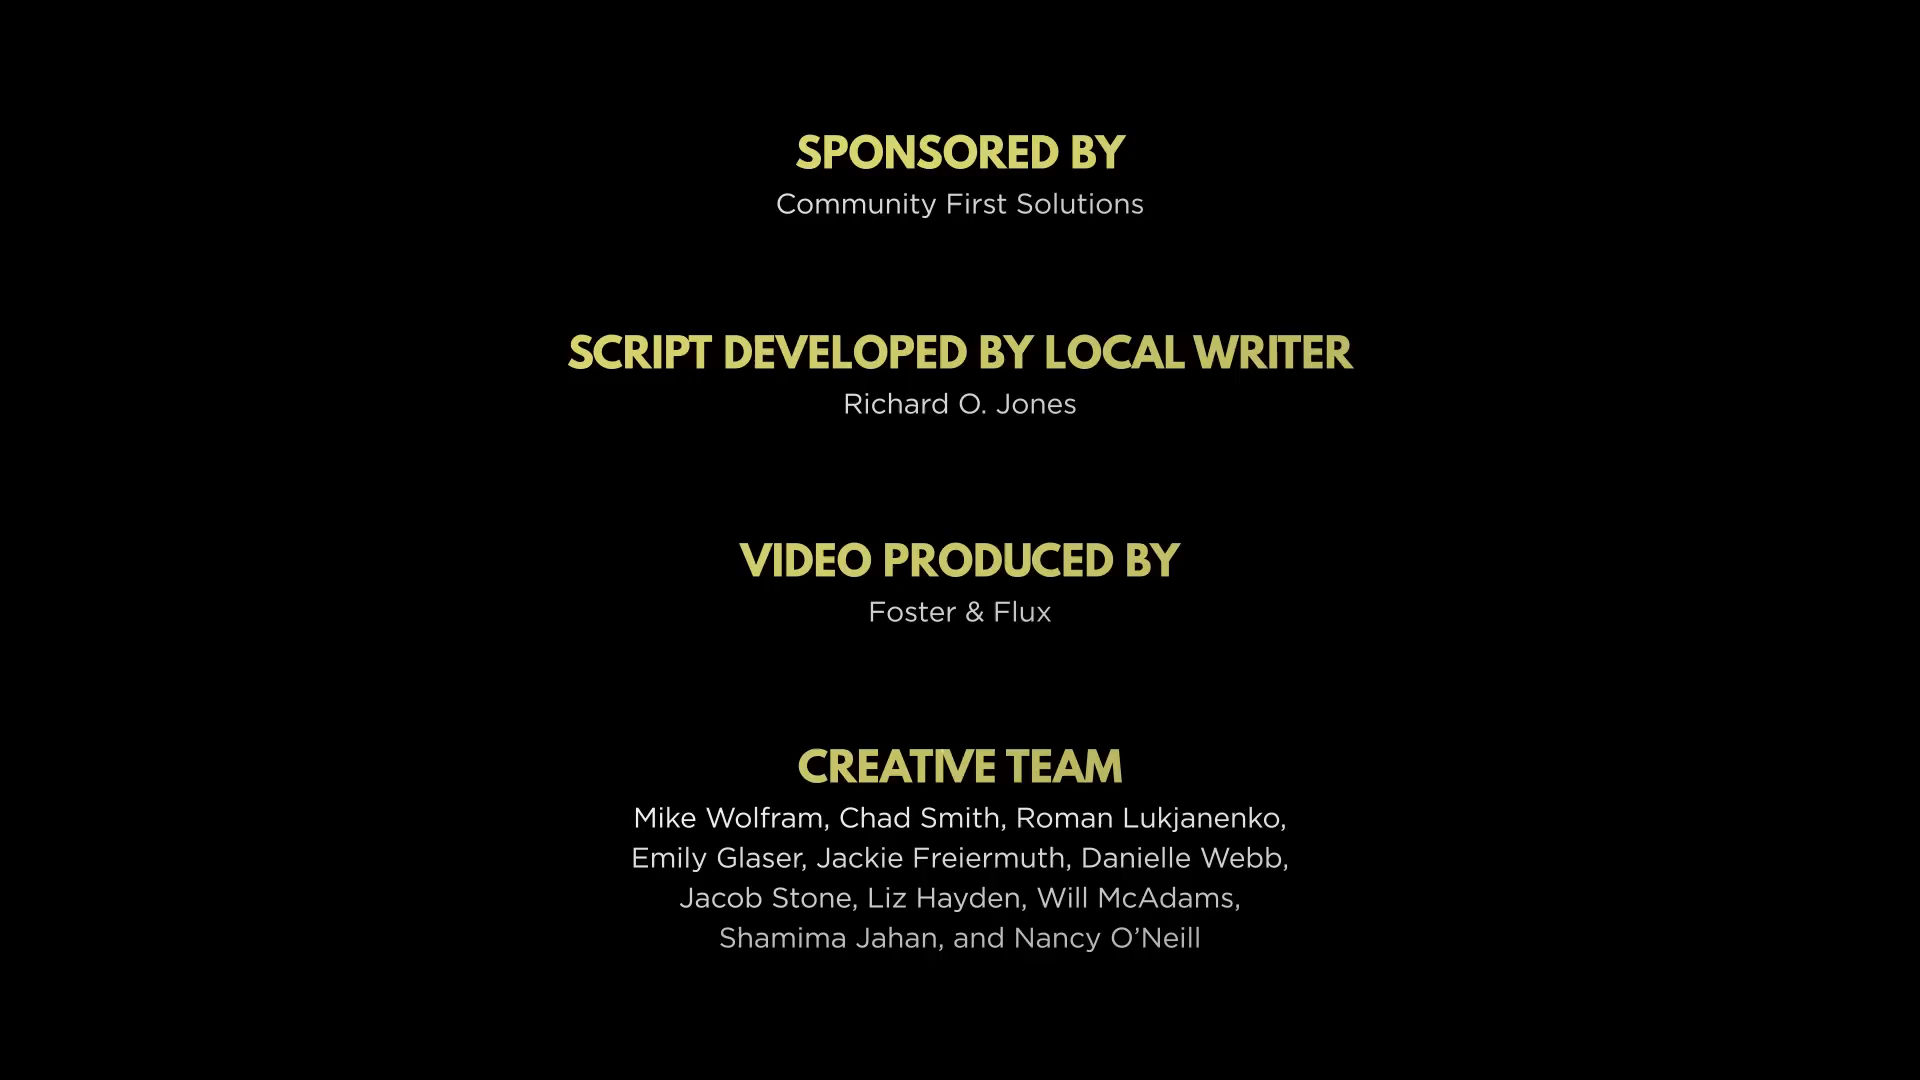 SPONSORED BY
Community First Solutions
SCRIPT DEVELOPED BY LOCAL WRITER
Richard O. Jones
VIDEO PRODUCED BY
Foster & Flux
CREATIVE TEAM
Mike Wolfram, Chad Smith, Roman Lukjanenko,
Emily Glaser, Jackie Freiermuth, Danielle Webb,
Jacob Stone, Liz Hayden, Will McAdams,
Shamima Jahan, and Nancy O’Neill